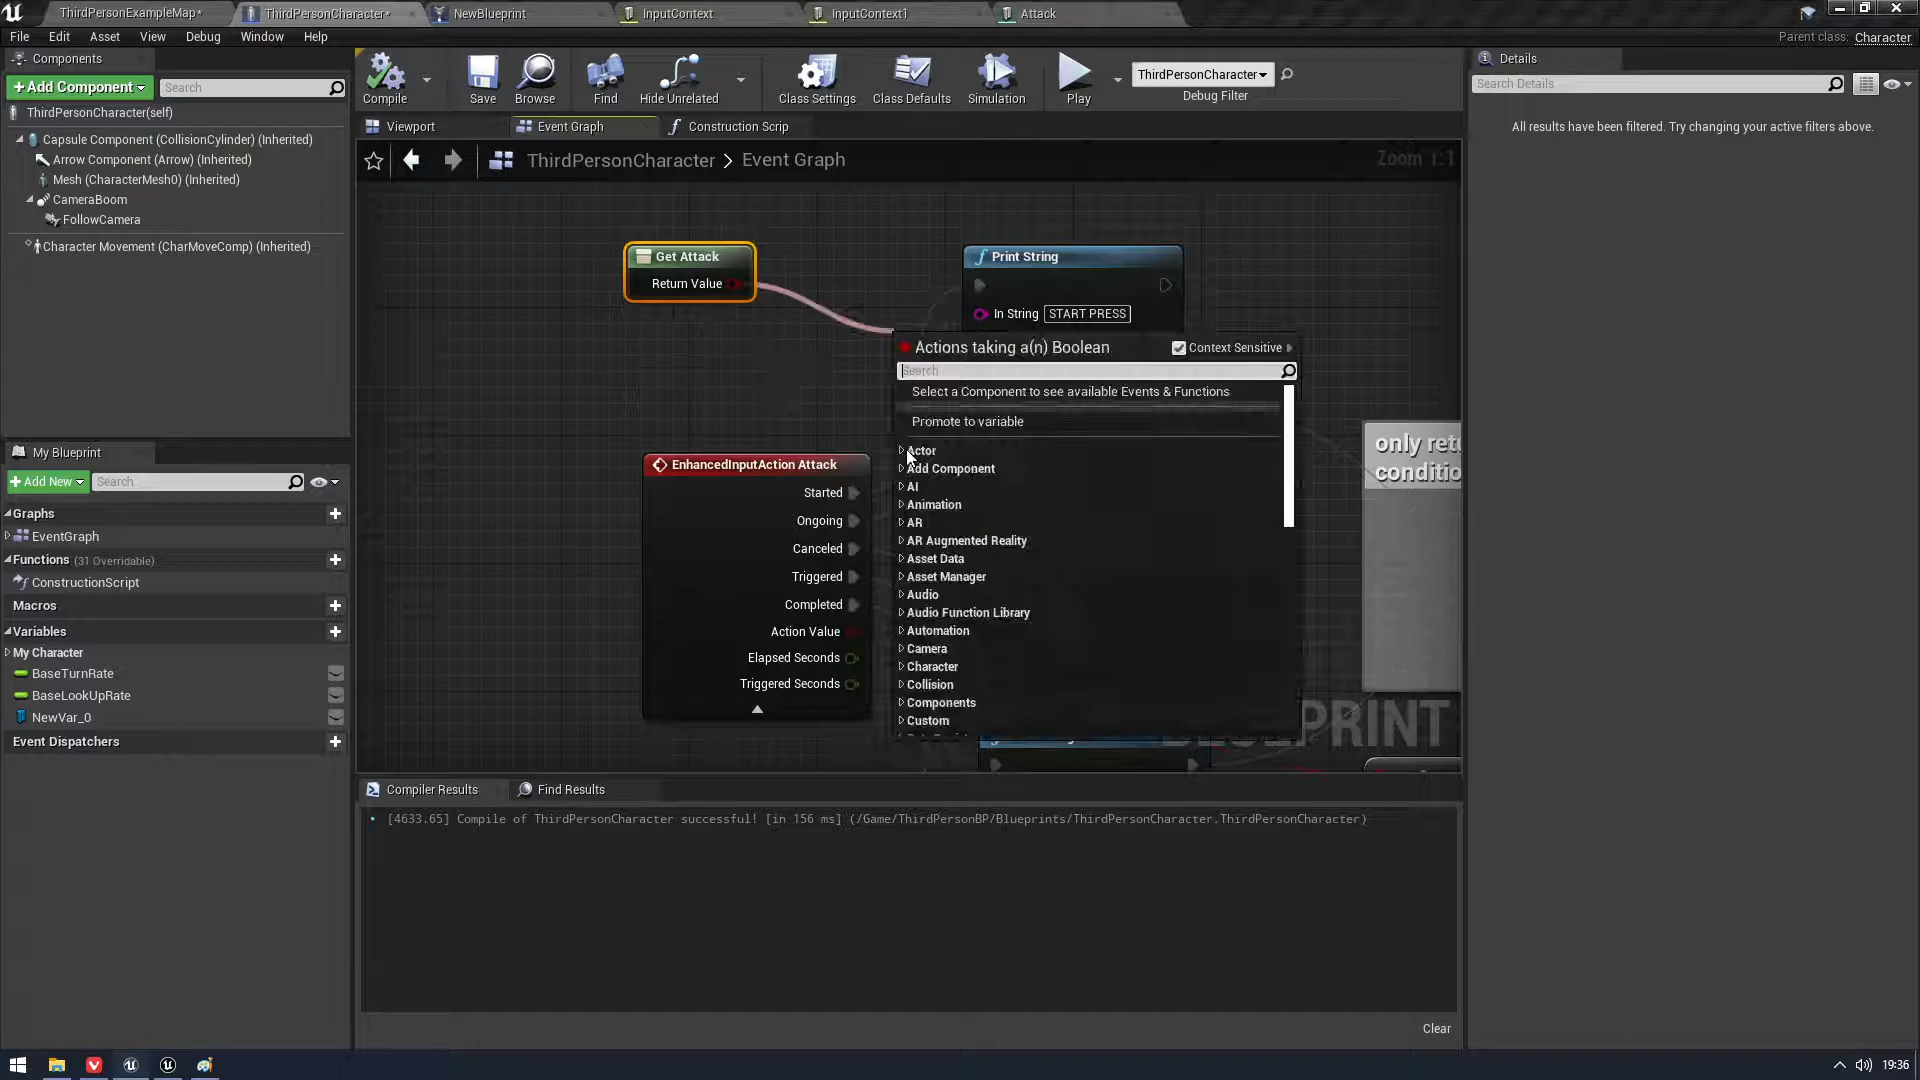 ThirdPersonExampleMap*
ThirdPersonCharacter*
NewBlueprint
InputContext
InputContext1
Attack
File Edit Asset View Debug Window Help
Parent class: Character
Components
+Add Component
Search
ThirdPersonCharacter(self)
Capsule Component (CollisionCylinder) (Inherited)
Arrow Component (Arrow) (Inherited)
Mesh (CharacterMesh0) (Inherited)
CameraBoom
FollowCamera
Character Movement (CharMoveComp) (Inherited)
My Blueprint
+Add New
Search
Graphs
EventGraph
Functions (31 Overridable)
ConstructionScript
Macros
Variables
My Character
BaseTurnRate
BaseLookUpRate
NewVar_0
Event Dispatchers
Compile
Save
Browse
Find
Hide Unrelated
Class Settings
Class Defaults
Simulation
Play
ThirdPersonCharacter
Debug Filter
Viewport
Event Graph
Construction Scrip
ThirdPersonCharacter > Event Graph
Zoom 1:1
Get Attack
Return Value
Print String
In String START PRESS
EnhancedInputAction Attack
Started
Ongoing
Canceled
Triggered
Completed
Action Value
Elapsed Seconds
Triggered Seconds
Actions taking a(n) Boolean
Context Sensitive
Search
Select a Component to see available Events & Functions
Promote to variable
Actor
Add Component
AI
Animation
AR
AR Augmented Reality
Asset Data
Asset Manager
Audio
Audio Function Library
Automation
Camera
Character
Collision
Components
Custom
only retu
conditio
BLUEPRINT
Compiler Results
Find Results
[4633.65] Compile of ThirdPersonCharacter successful! [in 156 ms] (/Game/ThirdPersonBP/Blueprints/ThirdPersonCharacter.ThirdPersonCharacter)
Clear
Details
Search Details
All results have been filtered. Try changing your active filters above.
19:36